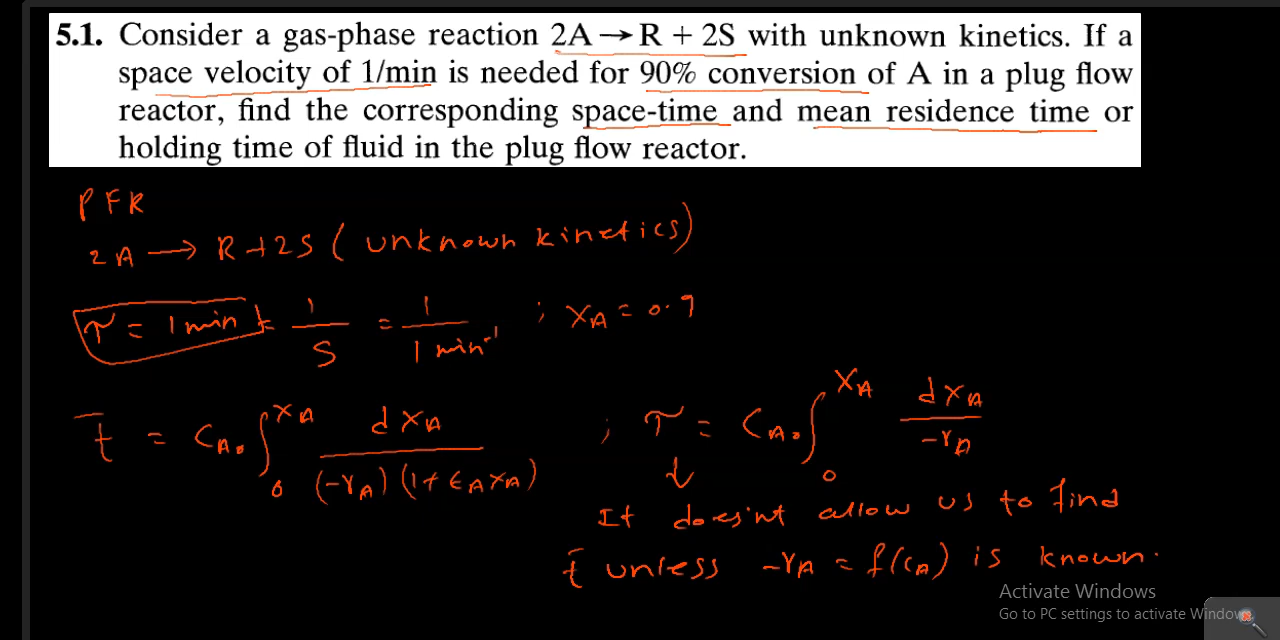 5.1. Consider a gas-phase reaction 2A → R + 2S with unknown kinetics. If a
space velocity of 1/min is needed for 90% conversion of A in a plug flow
reactor, find the corresponding space-time and mean residence time or
holding time of fluid in the plug flow reactor.
PFR
2A → R+2S (unknown kinetics)
τ = 1 min = 1/S = 1/1 min⁻¹ ; XA = 0.9
t̄ = CA₀ ∫₀^XA dXA/(-rA)(1+εAXA) ; τ = CA₀ ∫₀^XA dXA/-rA
↓
It does'nt allow us to find
t̄ unless -rA = f(CA) is known.
Activate Windows
Go to PC settings to activate Windows